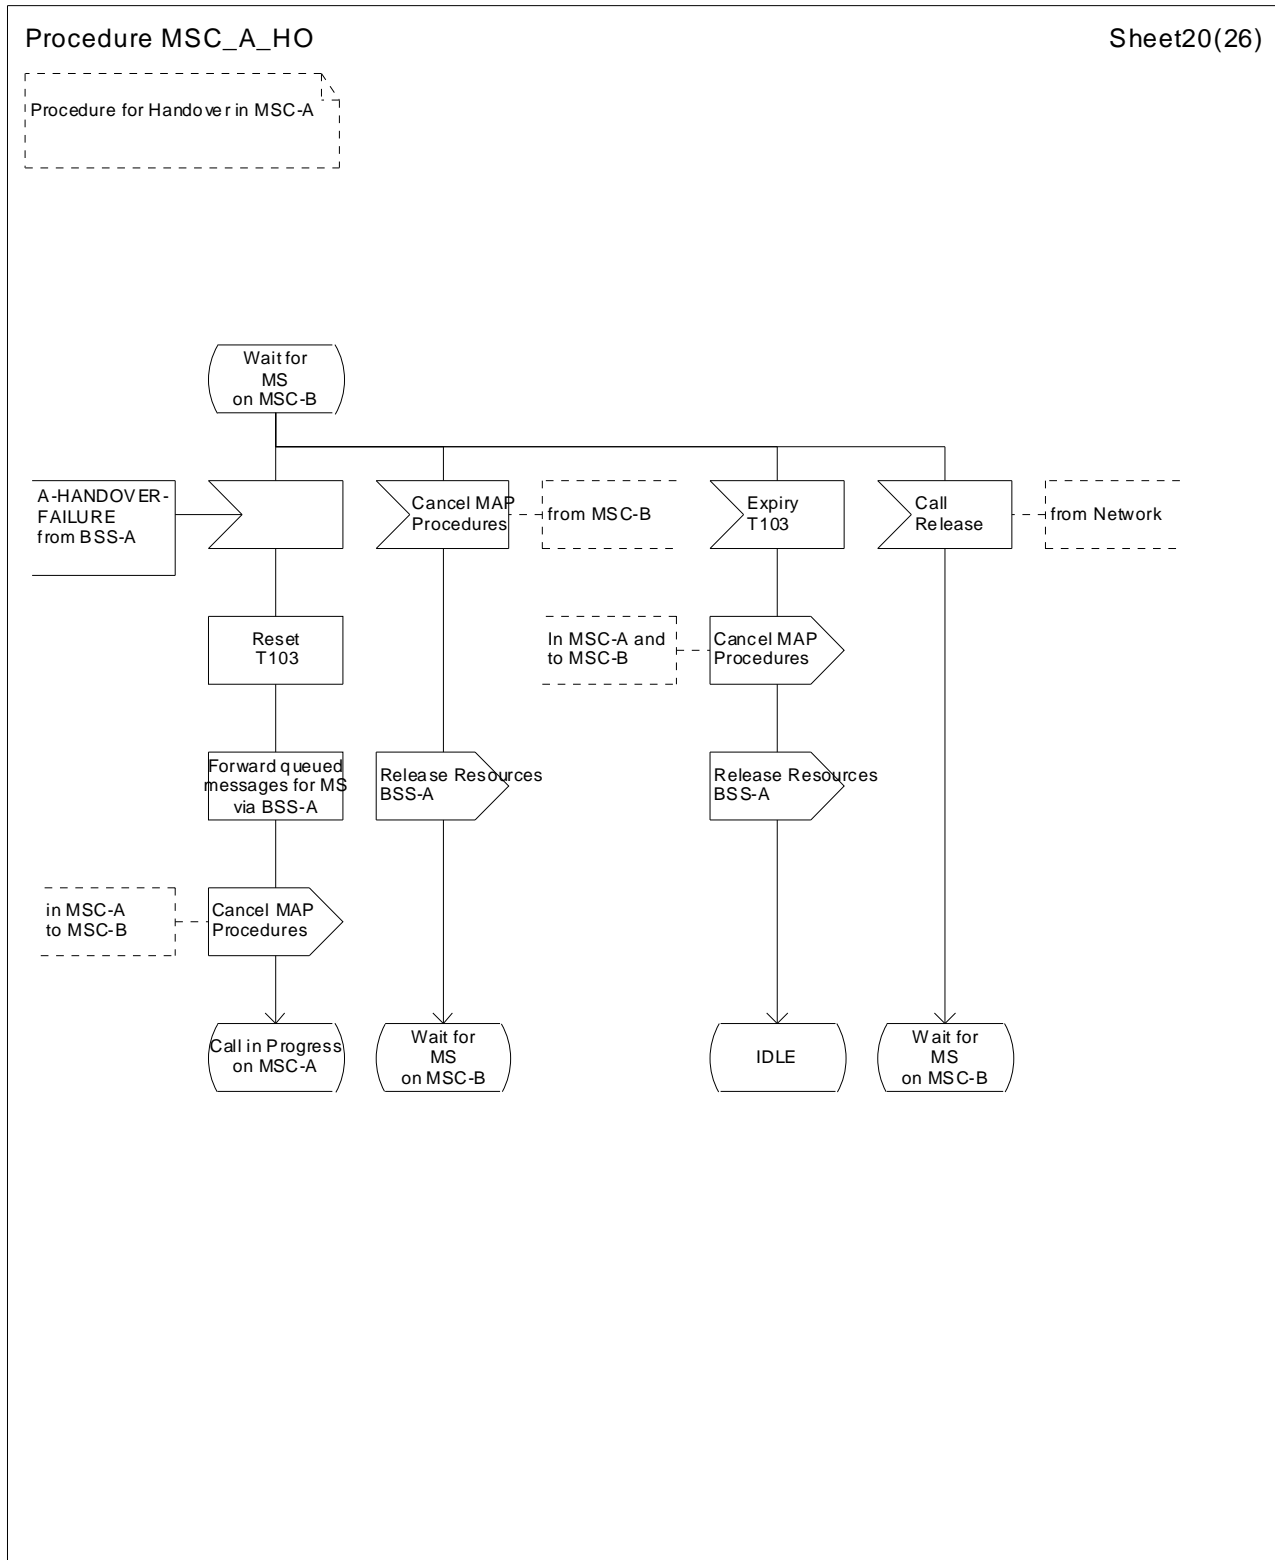 Procedure MSC_A_HO
Sheet20(26)
Procedure for Handover in MSC-A
Wait for
MS
on MSC-B
A-HANDOVER-
FAILURE
from BSS-A
Cancel MAP
Procedures
from MSC-B
Expiry
T103
Call
Release
from Network
Reset
T103
In MSC-A and
to MSC-B
Cancel MAP
Procedures
Forward queued
messages for MS
via BSS-A
Release Resources
BSS-A
Release Resources
BSS-A
in MSC-A
to MSC-B
Cancel MAP
Procedures
Call in Progress
on MSC-A
Wait for
MS
on MSC-B
IDLE
Wait for
MS
on MSC-B